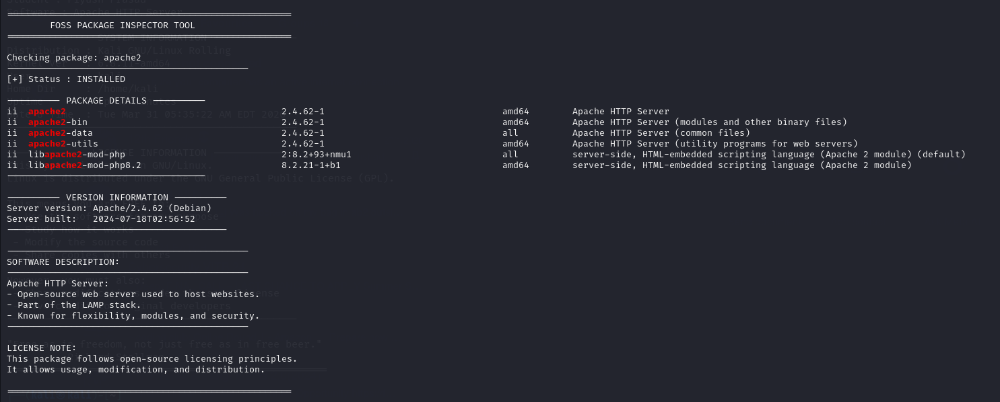 FOSS PACKAGE INSPECTOR TOOL
Checking package: apache2
[+] Status : INSTALLED
PACKAGE DETAILS
ii apache2 2.4.62-1 amd64 Apache HTTP Server
ii apache2-bin 2.4.62-1 amd64 Apache HTTP Server (modules and other binary files)
ii apache2-data 2.4.62-1 all Apache HTTP Server (common files)
ii apache2-utils 2.4.62-1 amd64 Apache HTTP Server (utility programs for web servers)
ii libapache2-mod-php 2:8.2+93+nmu1 all server-side, HTML-embedded scripting language (Apache 2 module) (default)
ii libapache2-mod-php8.2 8.2.21-1+b1 amd64 server-side, HTML-embedded scripting language (Apache 2 module)
VERSION INFORMATION
Server version: Apache/2.4.62 (Debian)
Server built: 2024-07-18T02:56:52
SOFTWARE DESCRIPTION:
Apache HTTP Server:
- Open-source web server used to host websites.
- Part of the LAMP stack.
- Known for flexibility, modules, and security.
LICENSE NOTE:
This package follows open-source licensing principles.
It allows usage, modification, and distribution.